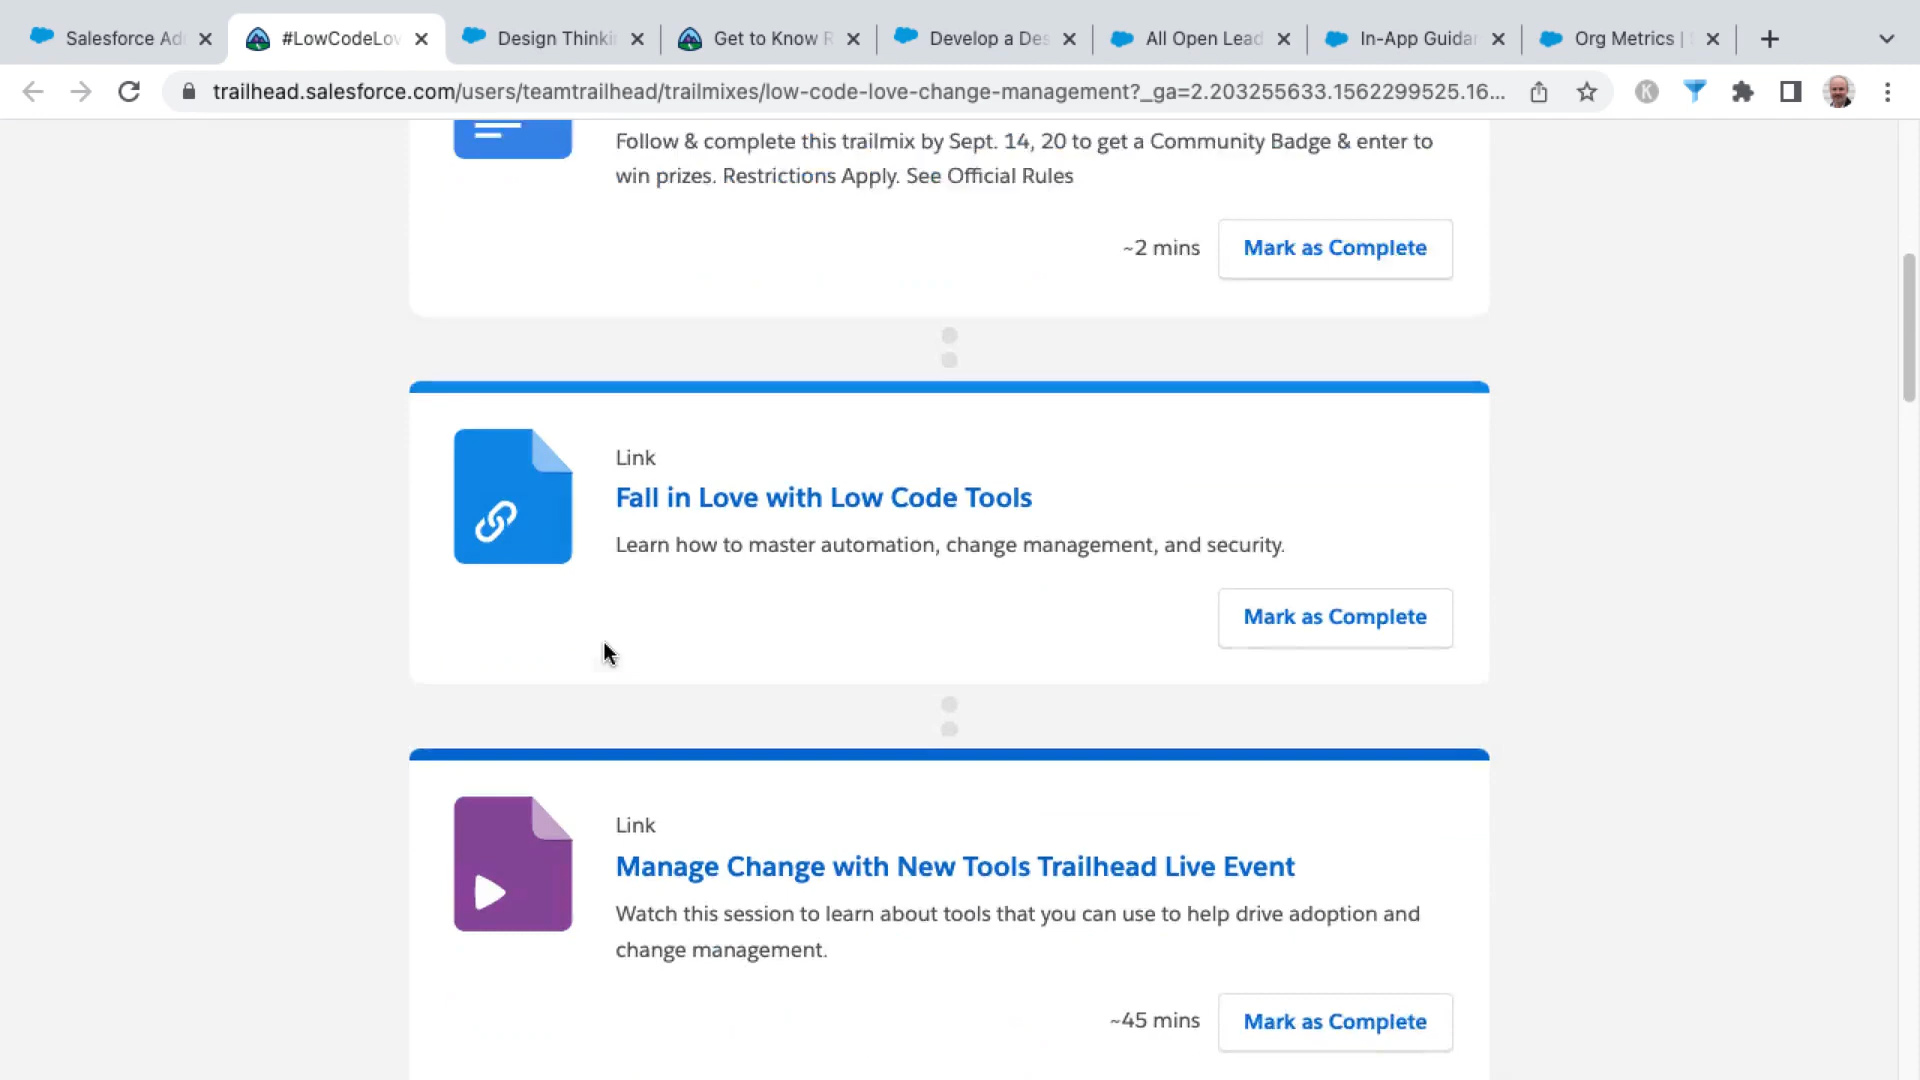 Salesforce Ad
#LowCodeLov
Design Thinki
Get to Know R
Develop a Des
All Open Lead
In-App Guidan
Org Metrics |
trailhead.salesforce.com/users/teamtrailhead/trailmixes/low-code-love-change-management?_ga=2.203255633.1562299525.16...
K
Follow & complete this trailmix by Sept. 14, 20 to get a Community Badge & enter to
win prizes. Restrictions Apply. See Official Rules
~2 mins
Mark as Complete
Link
Fall in Love with Low Code Tools
Learn how to master automation, change management, and security.
Mark as Complete
Link
Manage Change with New Tools Trailhead Live Event
Watch this session to learn about tools that you can use to help drive adoption and
change management.
~45 mins
Mark as Complete